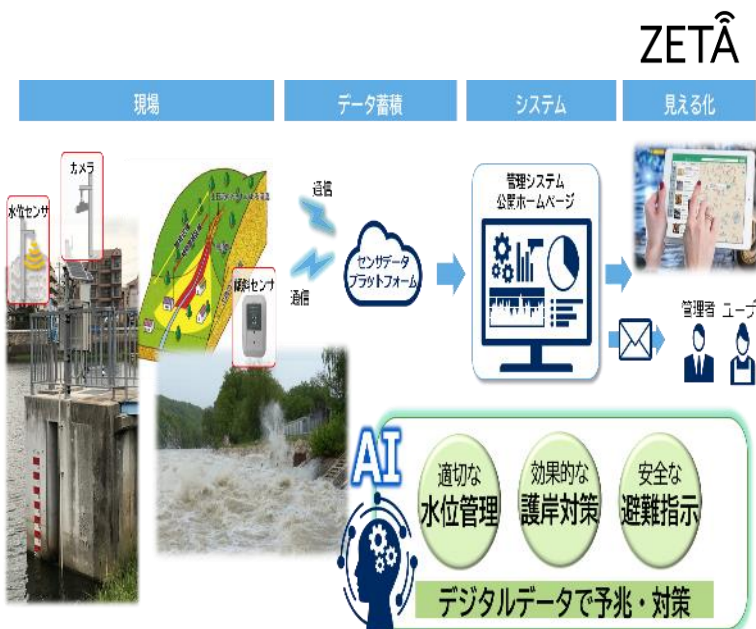 ZETA
現場
データ蓄積
システム
見える化
カメラ
水位センサ
通信
通信
傾斜センサ
センサデータ
プラットフォーム
管理システム
公開ホームページ
管理者
ユーザ
AI
適切な
水位管理
効果的な
護岸対策
安全な
避難指示
デジタルデータで予兆・対策